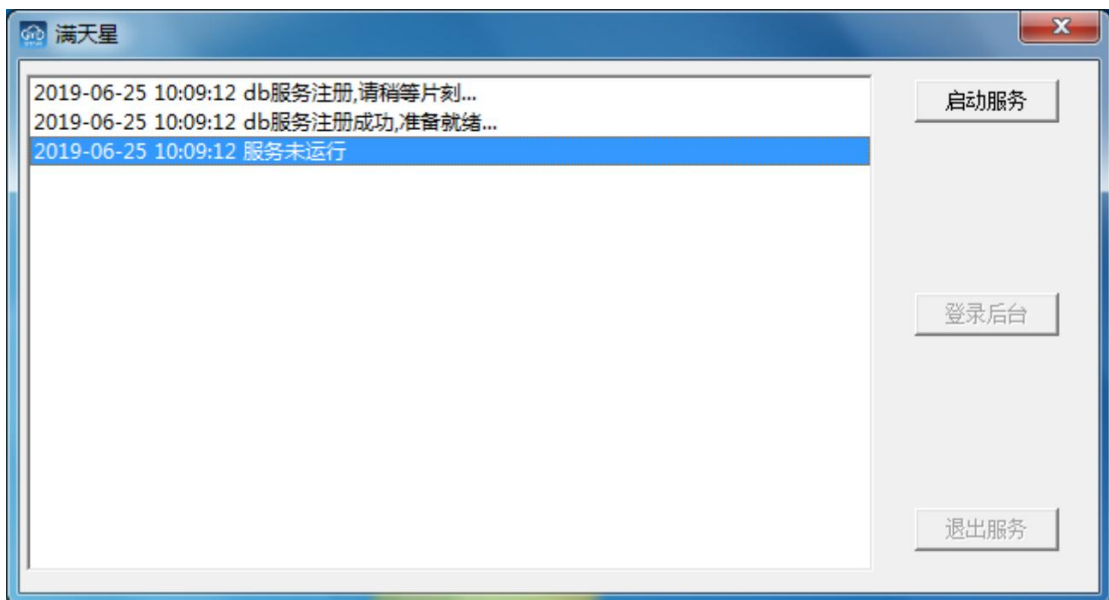 满天星
2019-06-25 10:09:12 db服务注册,请稍等片刻...
2019-06-25 10:09:12 db服务注册成功,准备就绪...
2019-06-25 10:09:12 服务未运行
启动服务
登录后台
退出服务